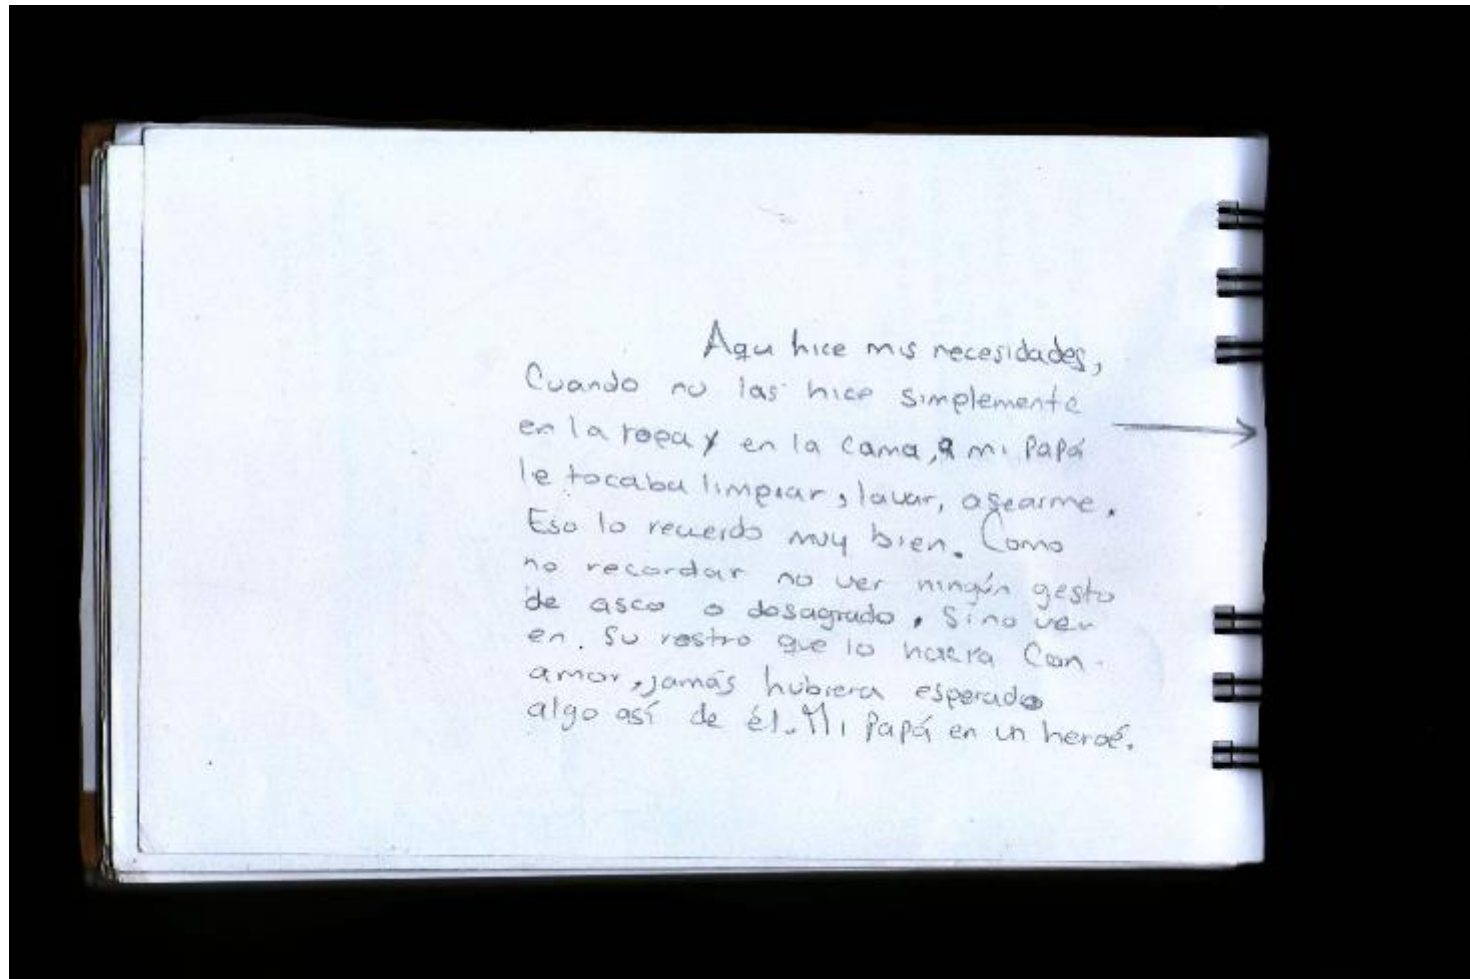 Aqu hice mis necesidades,
Cuando no las hice simplemente
en la ropa y en la cama, a mi Papá
le tocaba limpiar, lavar, asearme.
Eso lo recuerdo muy bien. Como
no recordar no ver ningún gesto
de asco o desagrado, Sino ver
en. Su rostro que lo hacía Con
amor, jamás hubiera esperado
algo así de él. Mi Papá en un heroé.